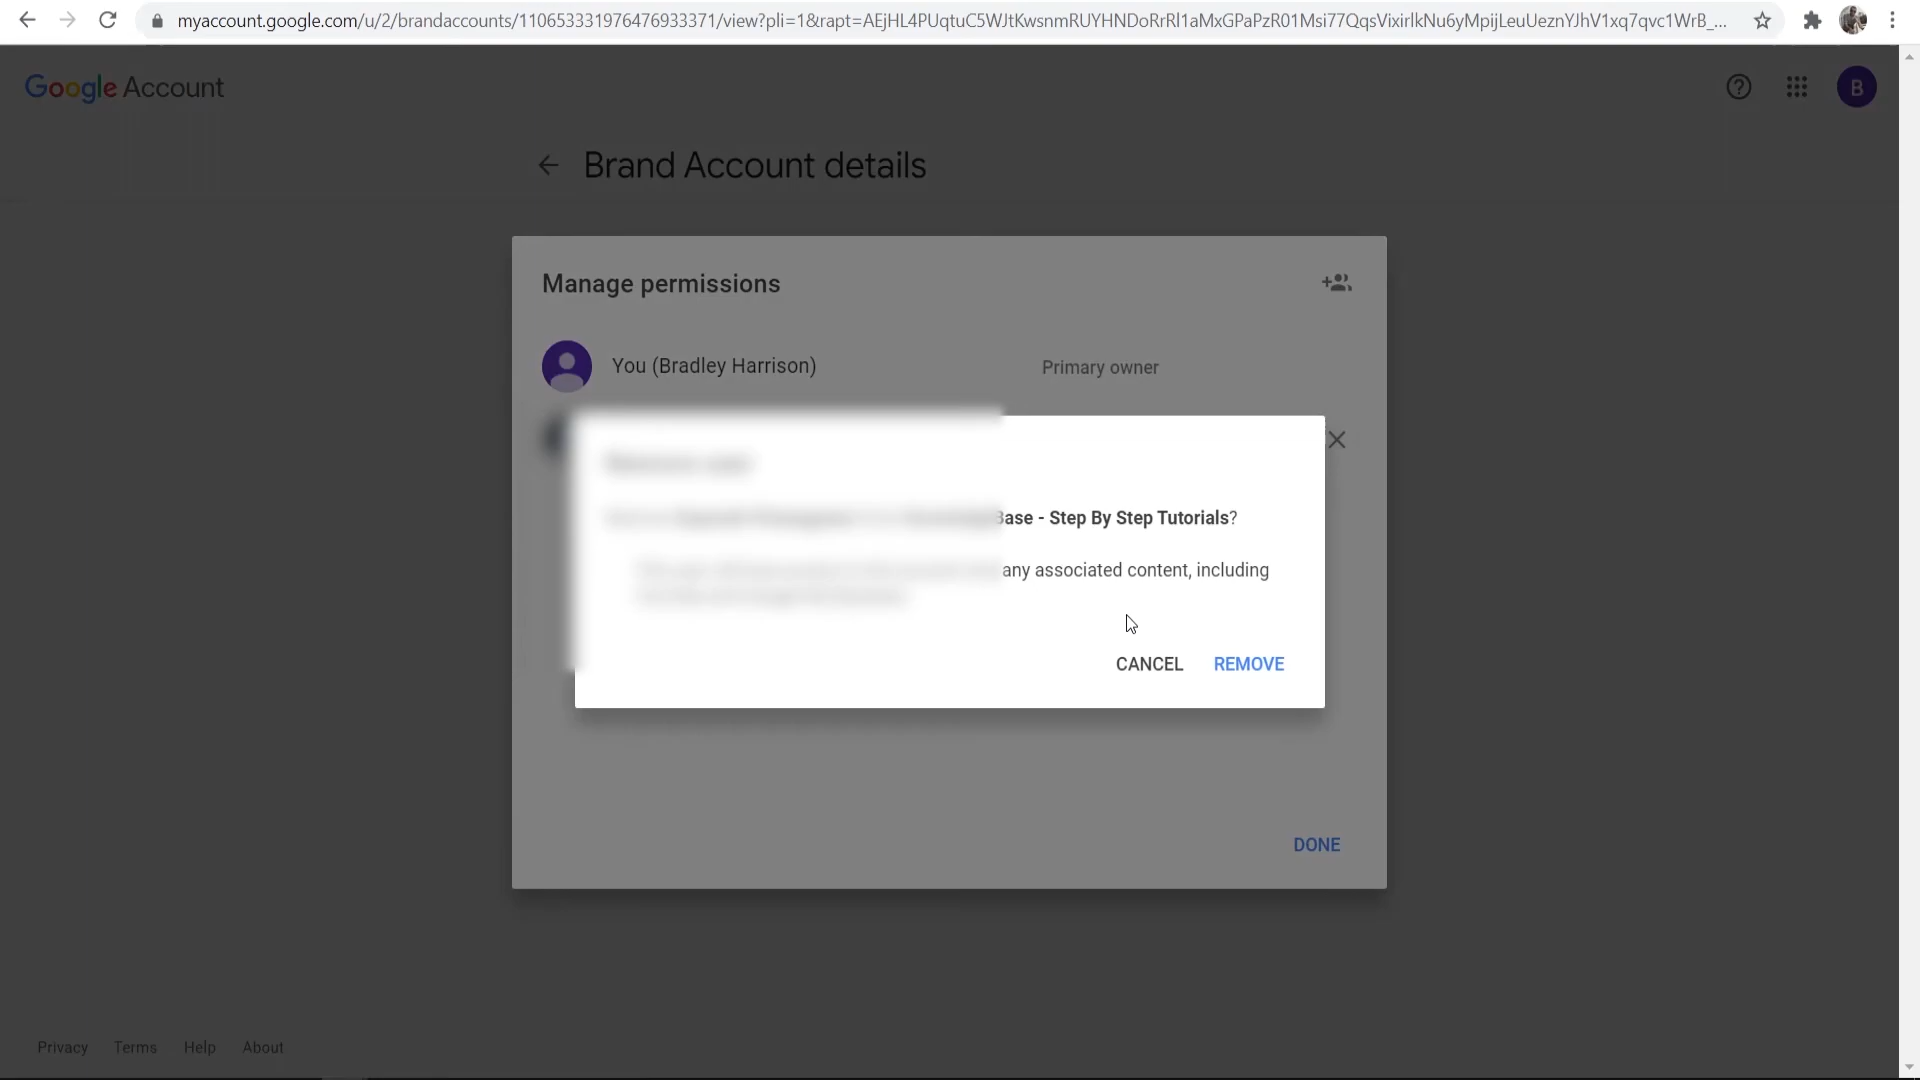 myaccount.google.com/u/2/brandaccounts/110653331976476933371/view?pli=1&rapt=AEjHL4PUqtuC5WJtKwsnmRUYHNDoRrRl1aMxGPaPzR01Msi77QqsVixirlkNu6yMpijLeuUeznYJhV1xq7qvc1WrB_...
Google Account
B
Brand Account details
Manage permissions
You (Bradley Harrison)
Primary owner
Base - Step By Step Tutorials?
any associated content, including
CANCEL
REMOVE
DONE
Privacy Terms Help About